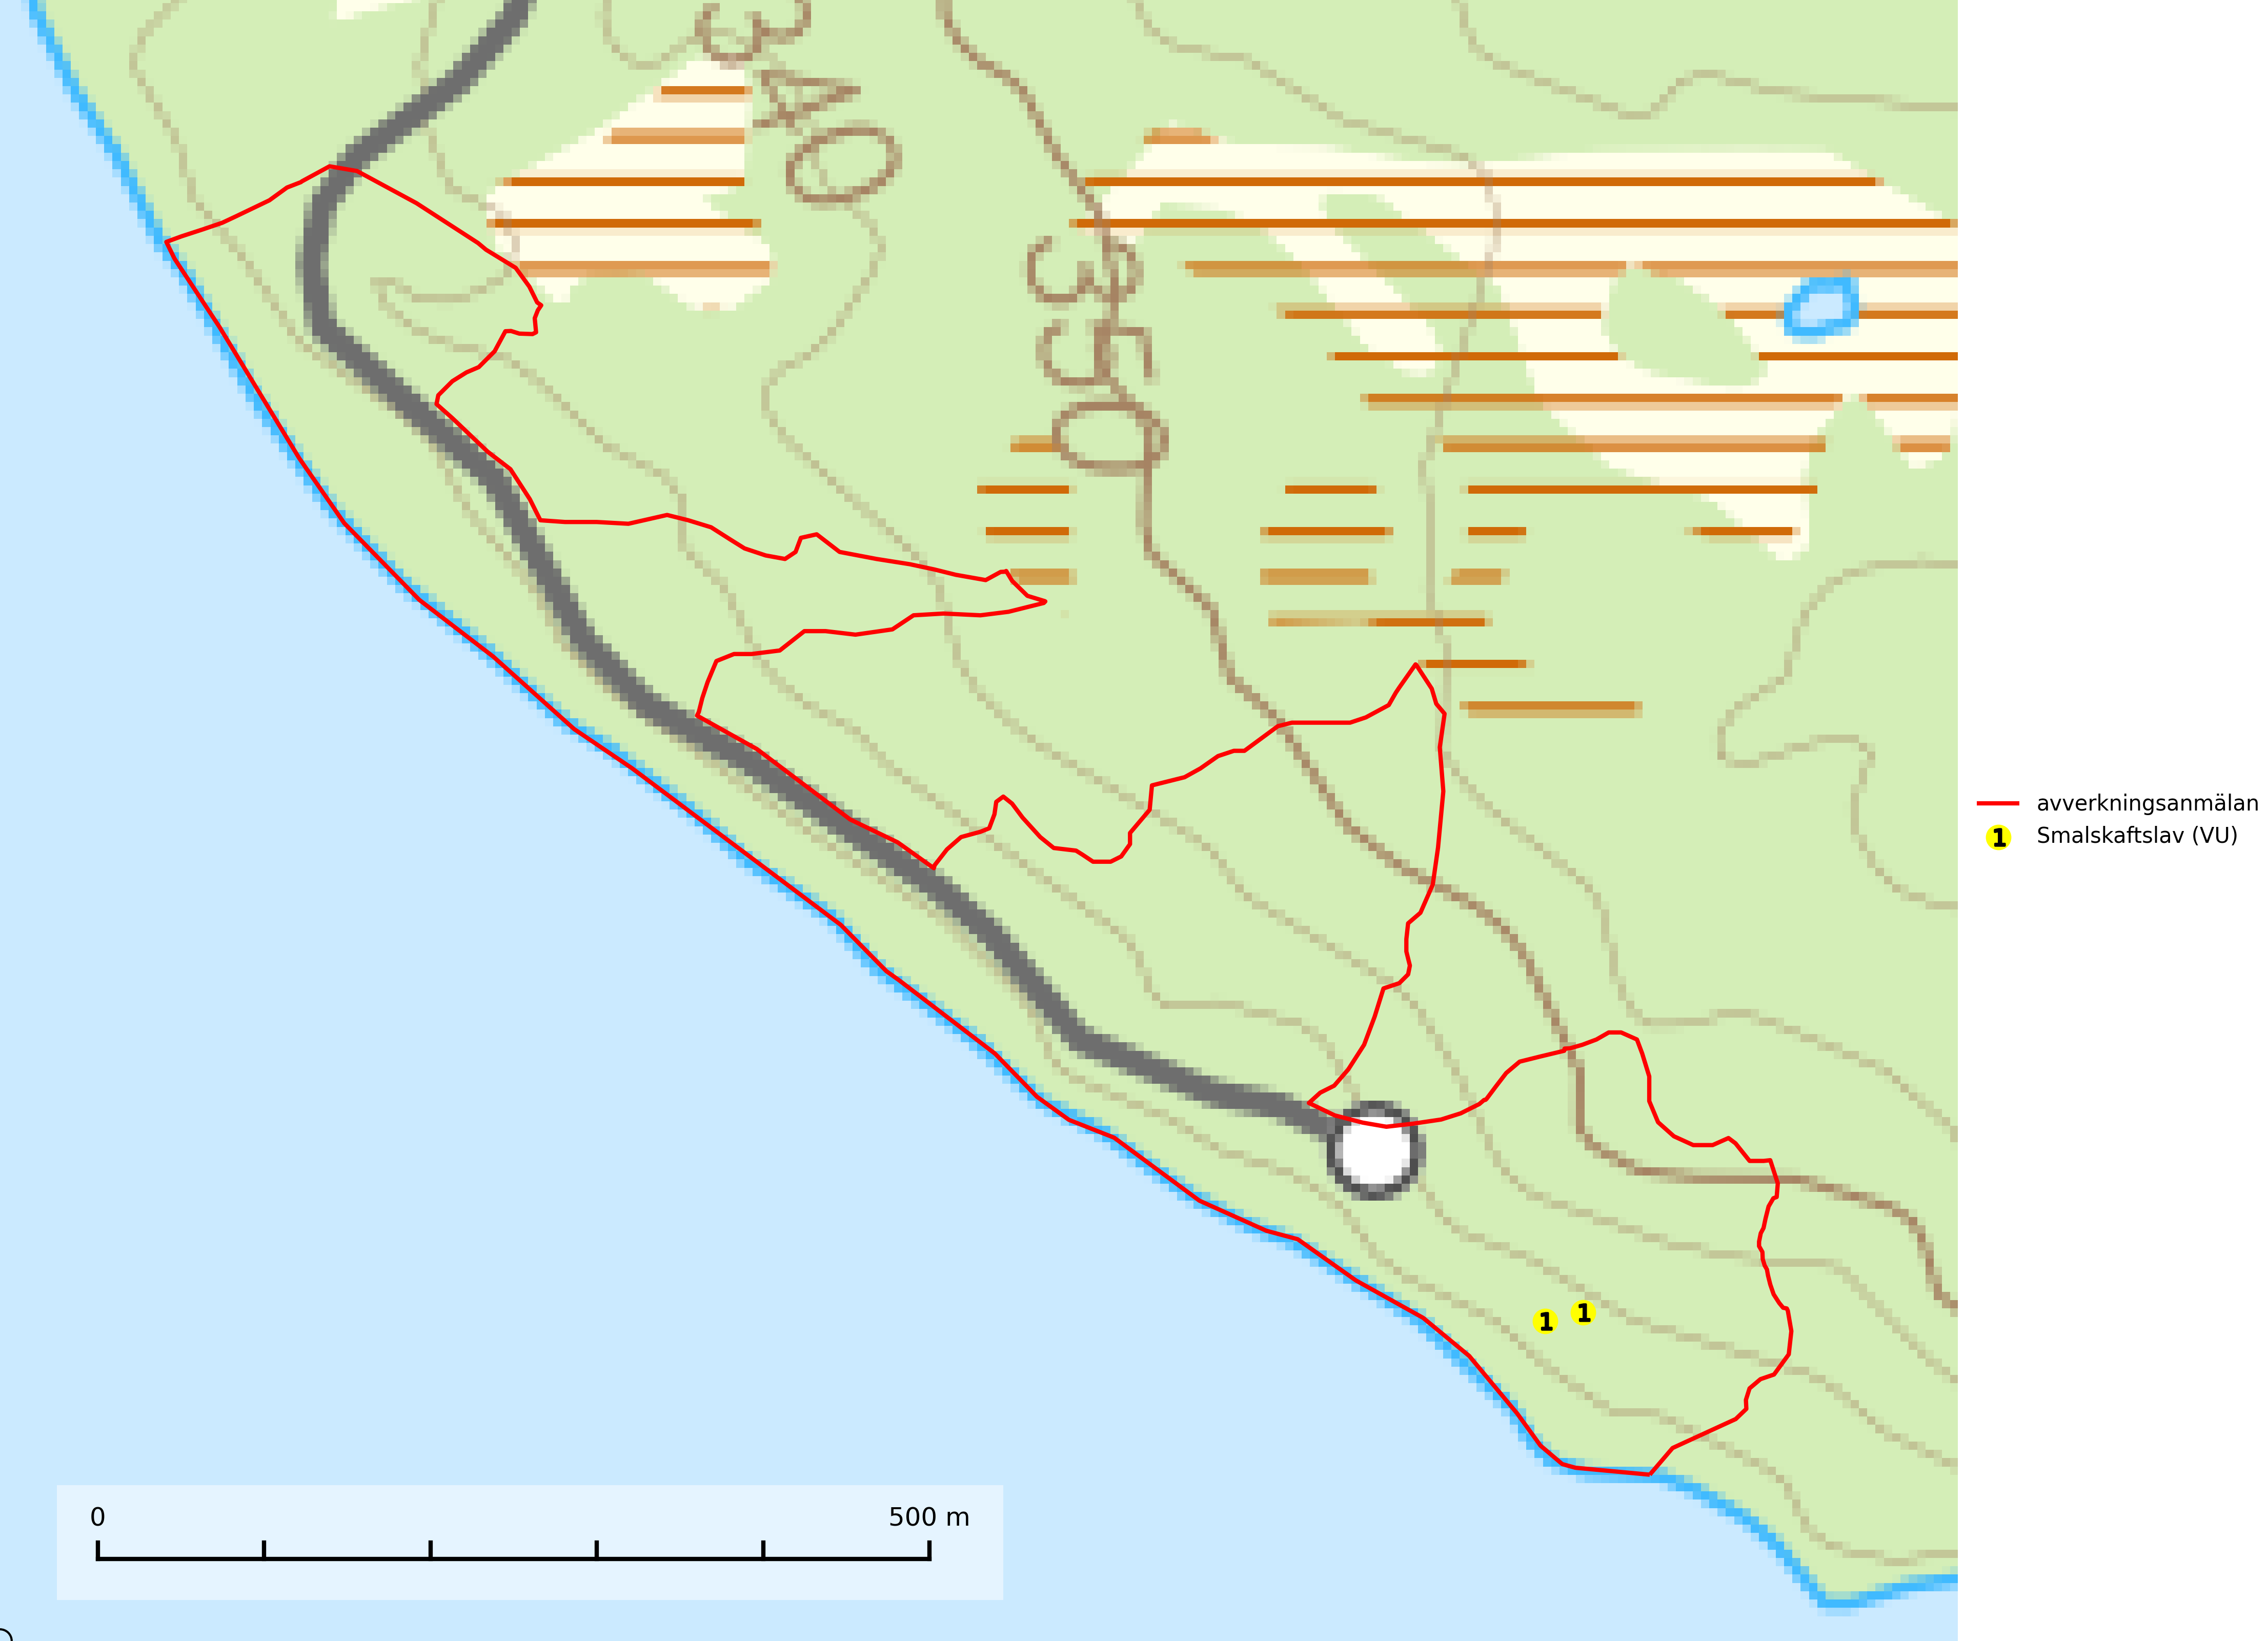 340
350
avverkningsanmälan
1 Smalskaftslav (VU)
1 1
0 500 m